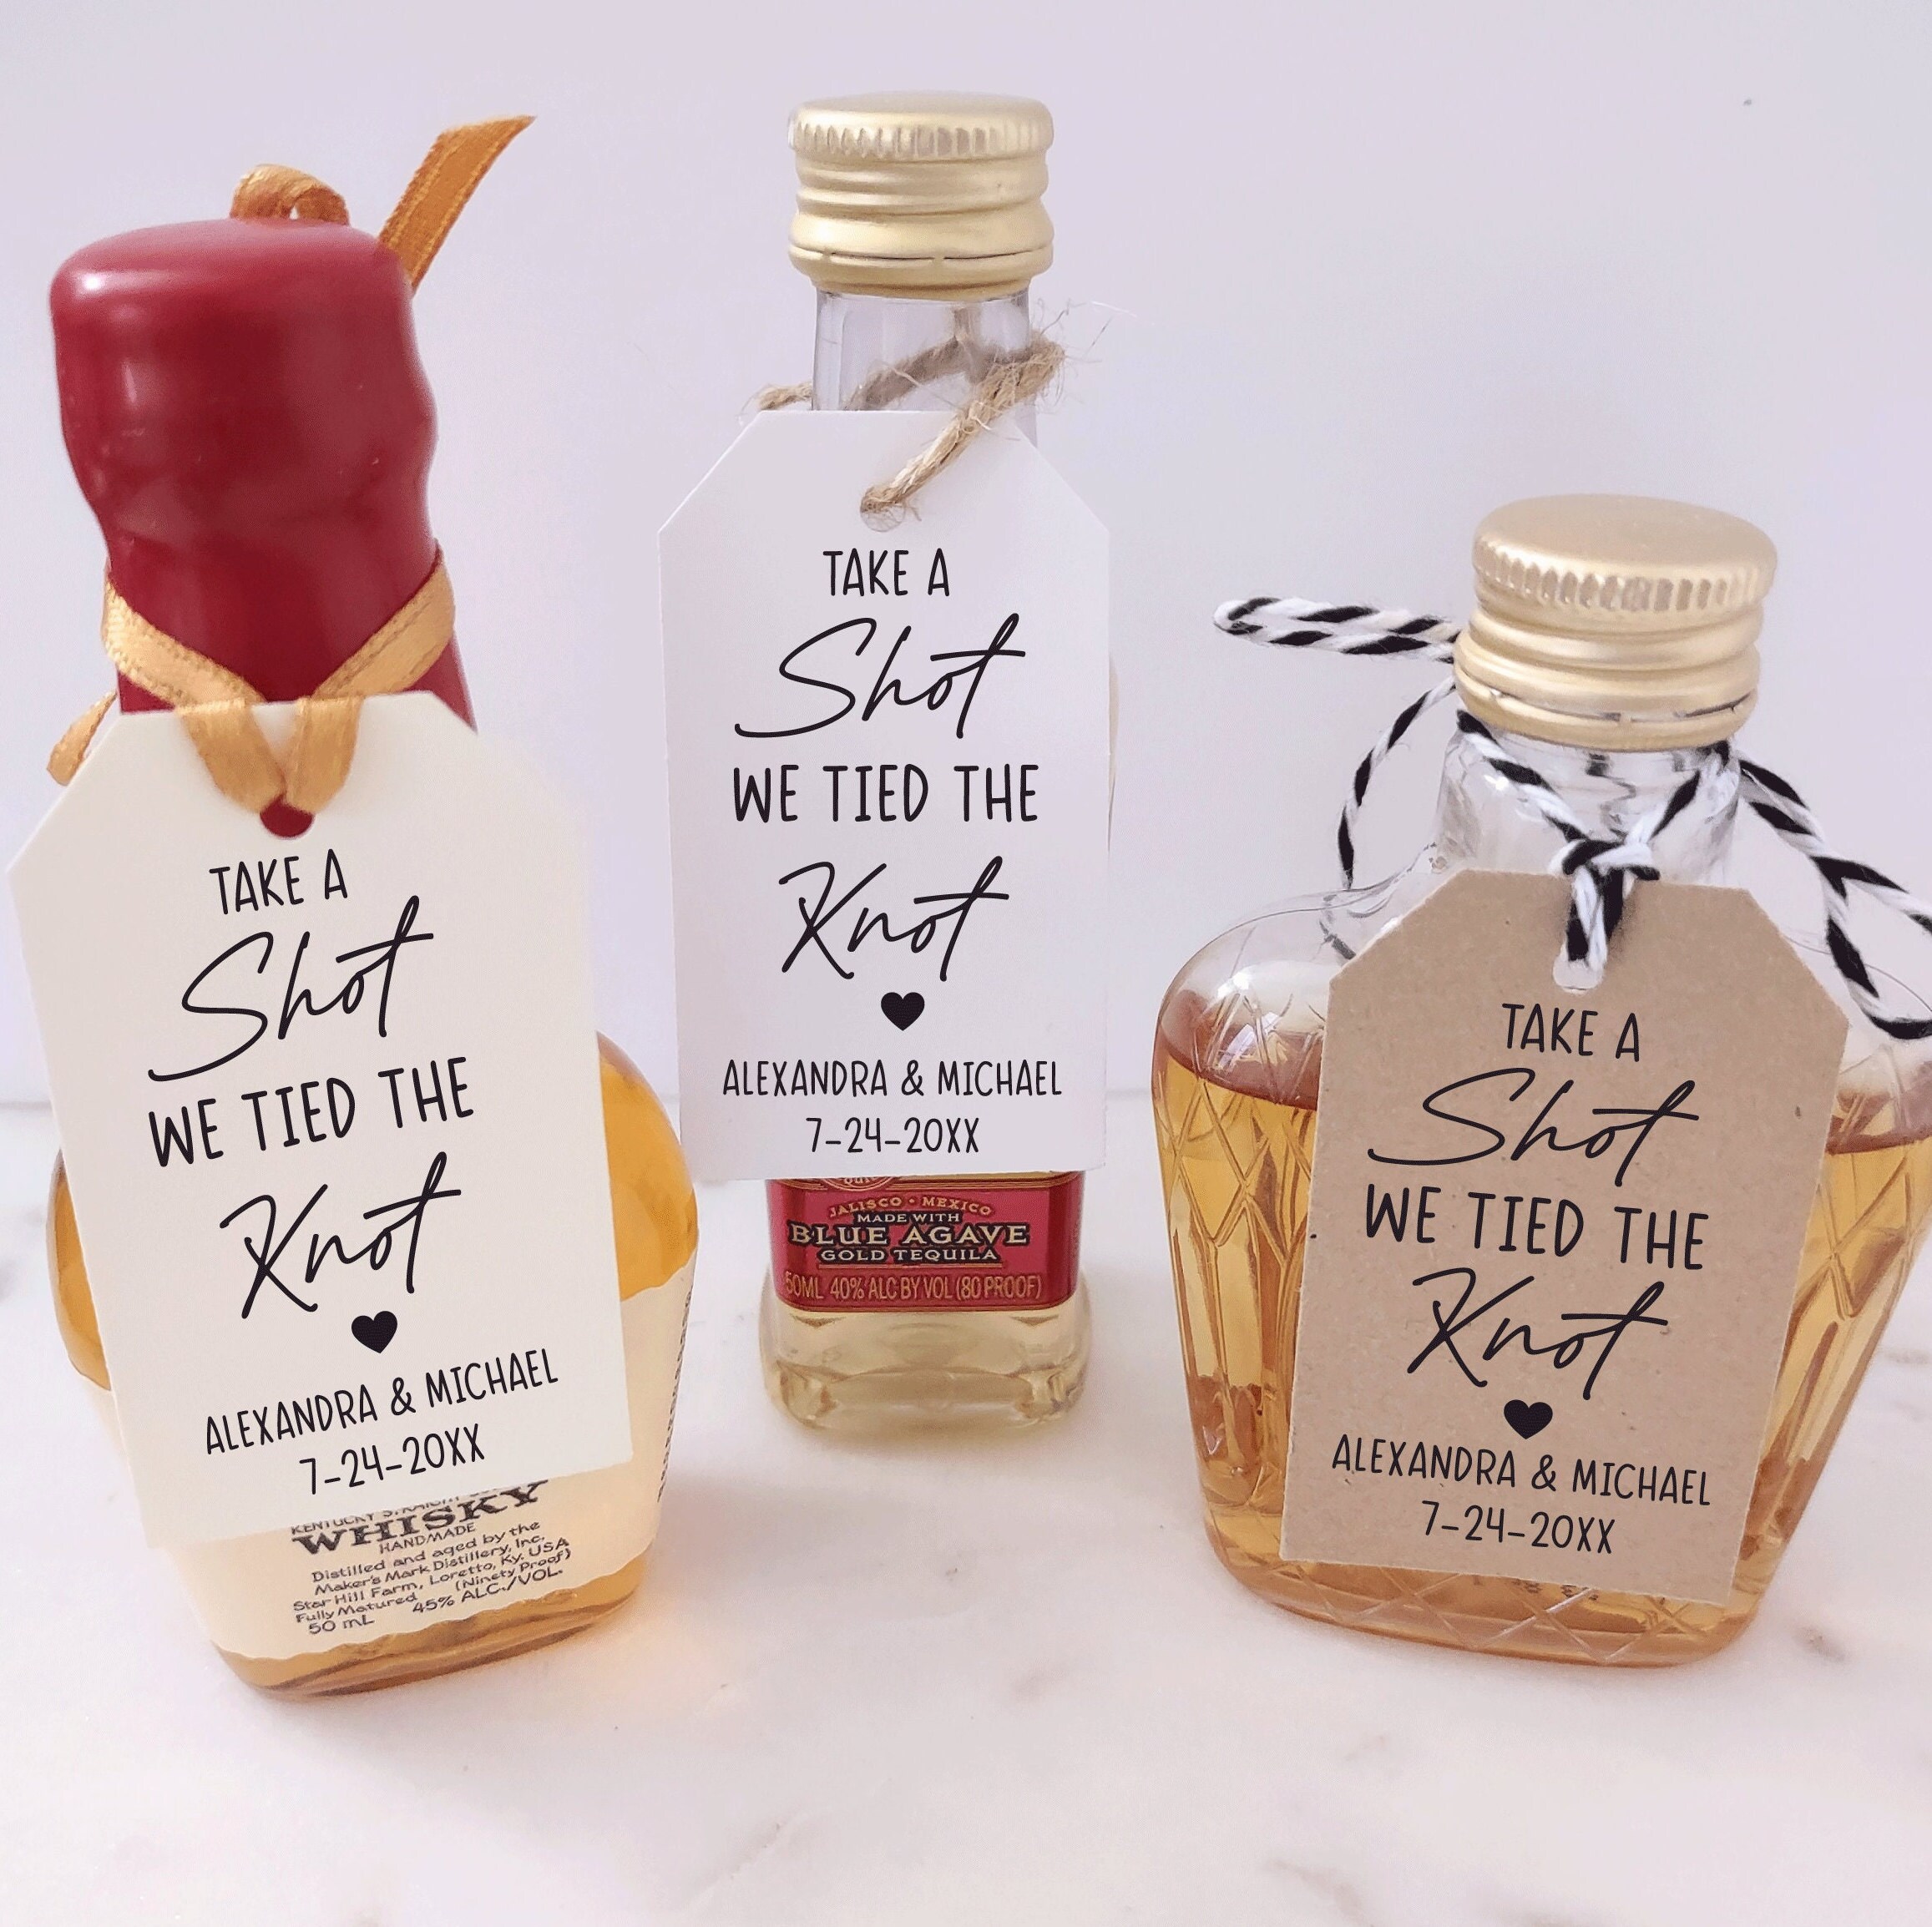 TAKE A
Shot
WE TIED THE
Knot
ALEXANDRA & MICHAEL
7-24-20XX
KENTUCKY STRAIGHT
WHISKY
HANDMADE
Distilled and aged by the
Maker's Mark Distillery, Inc.
Star Hill Farm, Loretto, Ky. USA
Fully Matured (Ninety Proof)
50 mL 45% ALC./VOL.
TAKE A
Shot
WE TIED THE
Knot
ALEXANDRA & MICHAEL
7-24-20XX
JALISCO • MEXICO
MADE WITH
BLUE AGAVE
GOLD TEQUILA
50ML 40% ALC BY VOL (80 PROOF)
TAKE A
Shot
WE TIED THE
Knot
ALEXANDRA & MICHAEL
7-24-20XX